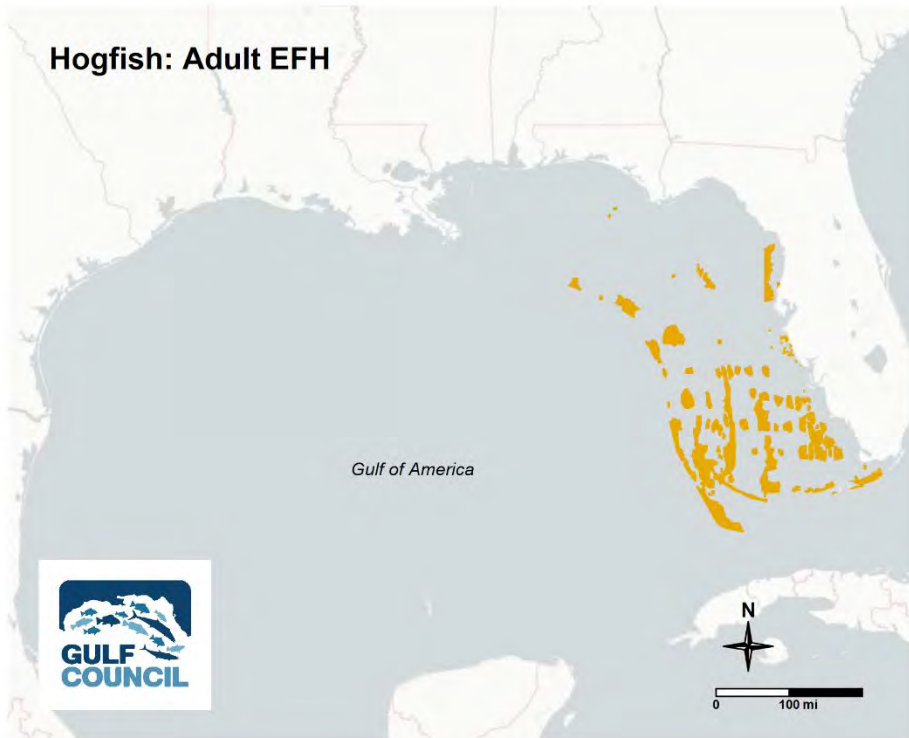 Hogfish: Adult EFH
Gulf of America
GULF
COUNCIL
N
0 100 mi